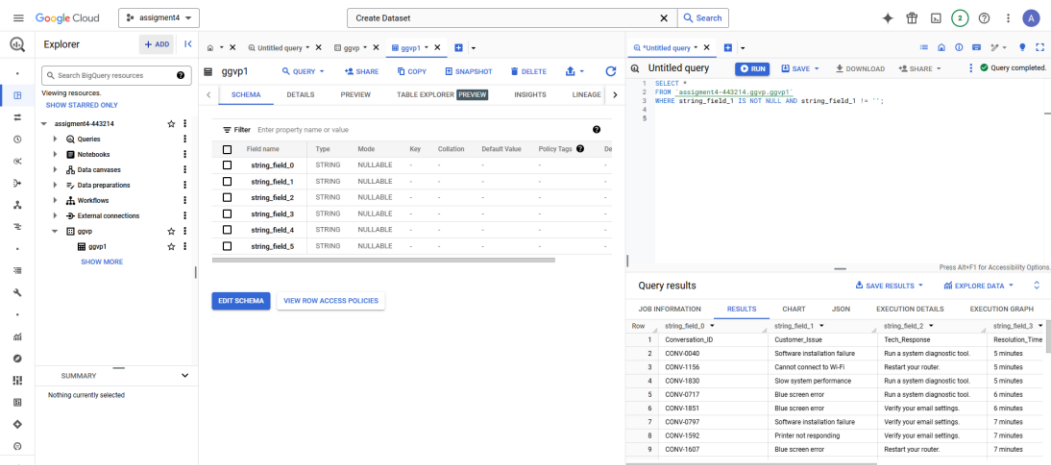 Google Cloud
assigment4
Create Dataset
Search
2
A
Explorer
+ ADD
Search BigQuery resources
Viewing resources.
SHOW STARRED ONLY
assigment4-443214
Queries
Notebooks
Data canvases
Data preparations
Workflows
External connections
ggvp
ggvp1
SHOW MORE
SUMMARY
Nothing currently selected
Untitled query
ggvp
ggvp1
ggvp1
QUERY
SHARE
COPY
SNAPSHOT
DELETE
SCHEMA
DETAILS
PREVIEW
TABLE EXPLORER PREVIEW
INSIGHTS
LINEAGE
Filter Enter property name or value
Field name Type Mode Key Collation Default Value Policy Tags De
string_field_0 STRING NULLABLE - - - - -
string_field_1 STRING NULLABLE - - - - -
string_field_2 STRING NULLABLE - - - - -
string_field_3 STRING NULLABLE - - - - -
string_field_4 STRING NULLABLE - - - - -
string_field_5 STRING NULLABLE - - - - -
EDIT SCHEMA
VIEW ROW ACCESS POLICIES
*Untitled query
Untitled query
RUN
SAVE
DOWNLOAD
SHARE
Query completed.
1 SELECT *
2 FROM `assigment4-443214.ggvp.ggvp1`
3 WHERE string_field_1 IS NOT NULL AND string_field_1 != '';
4
5
Press Alt+F1 for Accessibility Options.
Query results
SAVE RESULTS
EXPLORE DATA
JOB INFORMATION
RESULTS
CHART
JSON
EXECUTION DETAILS
EXECUTION GRAPH
Row string_field_0 string_field_1 string_field_2 string_field_3
1 Conversation_ID Customer_Issue Tech_Response Resolution_Time
2 CONV-0040 Software installation failure Run a system diagnostic tool. 5 minutes
3 CONV-1156 Cannot connect to Wi-Fi Restart your router. 5 minutes
4 CONV-1830 Slow system performance Run a system diagnostic tool. 5 minutes
5 CONV-0717 Blue screen error Run a system diagnostic tool. 6 minutes
6 CONV-1851 Blue screen error Verify your email settings. 6 minutes
7 CONV-0797 Software installation failure Verify your email settings. 7 minutes
8 CONV-1592 Printer not responding Verify your email settings. 7 minutes
9 CONV-1607 Blue screen error Restart your router. 7 minutes